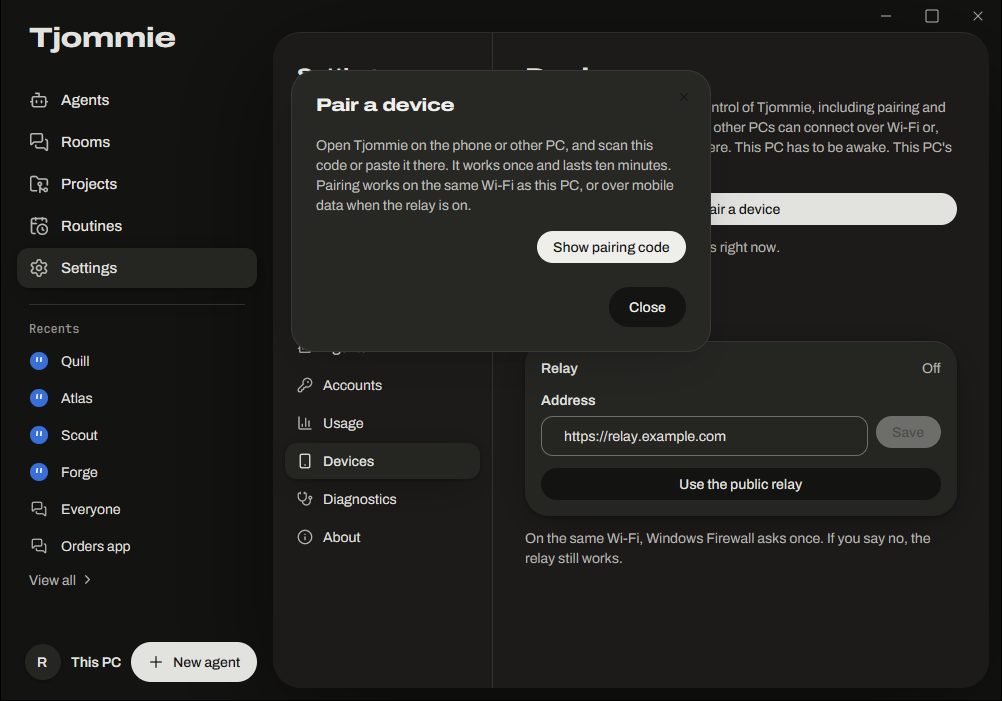 Tjommie
Agents
Rooms
Projects
Routines
Settings
Recents
Quill
Atlas
Scout
Forge
Everyone
Orders app
View all
R
This PC
New agent
Pair a device
Open Tjommie on the phone or other PC, and scan this
code or paste it there. It works once and lasts ten minutes.
Pairing works on the same Wi-Fi as this PC, or over mobile
data when the relay is on.
Show pairing code
Close
Accounts
Usage
Devices
Diagnostics
About
of Tjommie, including pairing and
other PCs can connect over Wi-Fi or,
This PC has to be awake. This PC's
a device
right now.
Relay
Off
Address
https://relay.example.com
Save
Use the public relay
On the same Wi-Fi, Windows Firewall asks once. If you say no, the
relay still works.